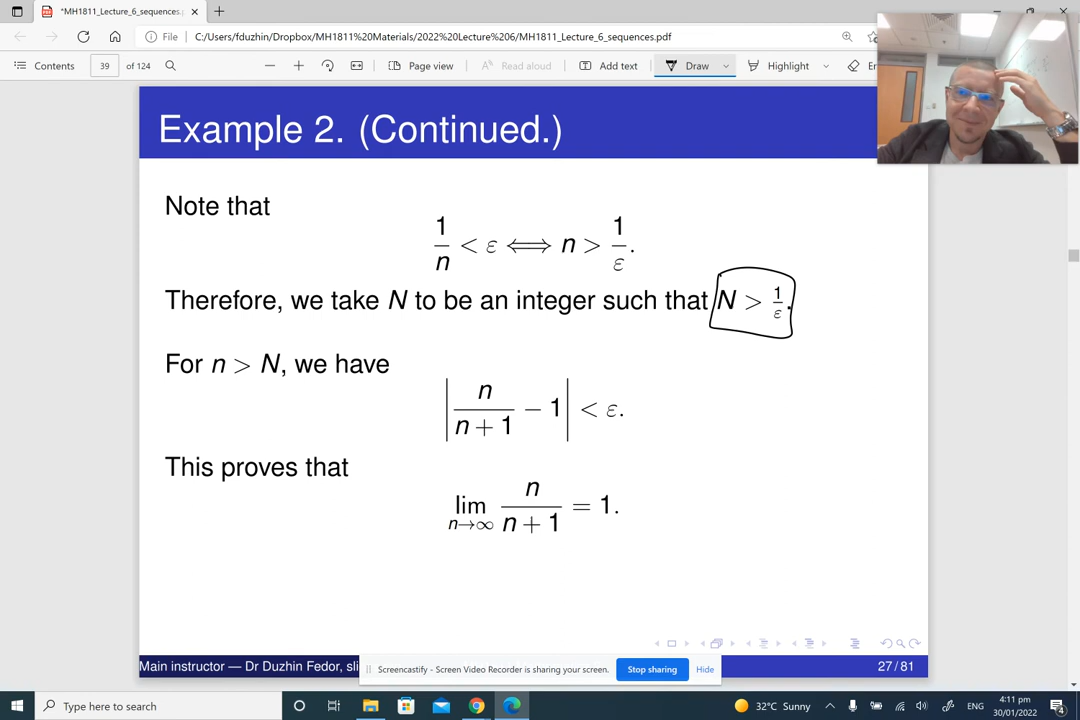 *MH1811_Lecture_6_sequences.p
File C:/Users/fduzhin/Dropbox/MH1811%20Materials/2022%20Lecture%206/MH1811_Lecture_6_sequences.pdf
Contents 39 of 124 Page view Read aloud Add text Draw Highlight
Example 2. (Continued.)
Note that
1/n < ε ⟺ n > 1/ε.
Therefore, we take N to be an integer such that N > 1/ε.
For n > N, we have
|n/(n + 1) − 1| < ε.
This proves that
lim n→∞ n/(n + 1) = 1.
Main instructor — Dr Duzhin Fedor, sli 27/81
Screencastify - Screen Video Recorder is sharing your screen. Stop sharing Hide
Type here to search 32°C Sunny ENG 4:11 pm
30/01/2022 4